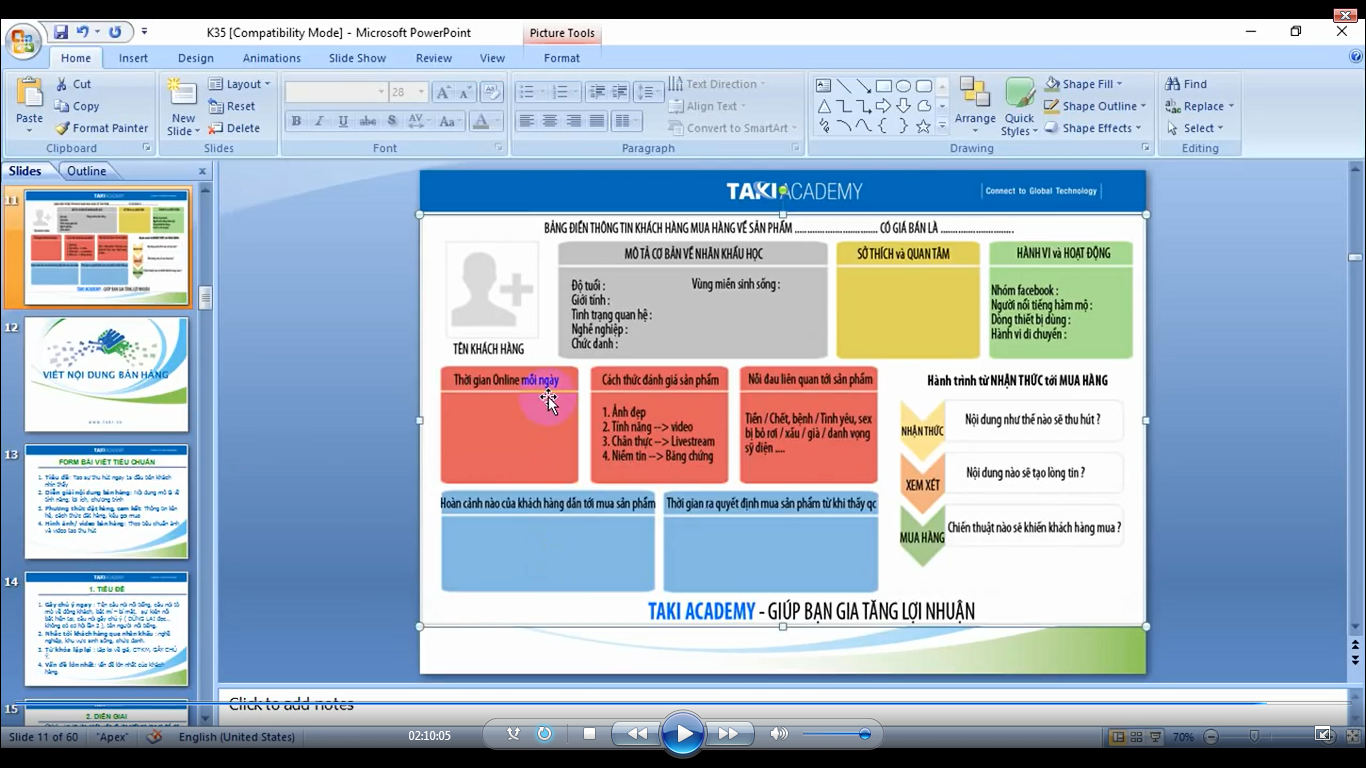 K35 [Compatibility Mode] - Microsoft PowerPoint
Picture Tools
Home
Insert
Design
Animations
Slide Show
Review
View
Format
Paste
Cut
Copy
Format Painter
Clipboard
New Slide
Layout
Reset
Delete
Slides
28
Font
Text Direction
Align Text
Convert to SmartArt
Paragraph
Arrange
Quick Styles
Shape Fill
Shape Outline
Shape Effects
Drawing
Find
Replace
Select
Editing
Slides
Outline
11
12
VIẾT NỘI DUNG BÁN HÀNG
www.taki.vn
13
FORM BÀI VIẾT TIÊU CHUẨN
14
1. TIÊU ĐỀ
15
2. DIỄN GIẢI
TAKI ACADEMY
Connect to Global Technology
BẢNG ĐIỀN THÔNG TIN KHÁCH HÀNG MUA HÀNG VỀ SẢN PHẨM .............................. CÓ GIÁ BÁN LÀ ..........................
TÊN KHÁCH HÀNG
MÔ TẢ CƠ BẢN VỀ NHÂN KHẨU HỌC
Độ tuổi :
Vùng miền sinh sống :
Giới tính :
Tình trạng quan hệ :
Nghề nghiệp :
Chức danh :
SỞ THÍCH và QUAN TÂM
HÀNH VI và HOẠT ĐỘNG
Nhóm facebook :
Người nổi tiếng hâm mộ :
Dòng thiết bị dùng :
Hành vi di chuyển :
Thời gian Online mỗi ngày
Cách thức đánh giá sản phẩm
1. Ảnh đẹp
2. Tính năng --> video
3. Chân thực --> Livestream
4. Niềm tin --> Bằng chứng
Nỗi đau liên quan tới sản phẩm
Tiền / Chết, bệnh / Tình yêu, sex
bị bỏ rơi / xấu / già / danh vọng
sỹ diện ....
Hành trình từ NHẬN THỨC tới MUA HÀNG
NHẬN THỨC
Nội dung như thế nào sẽ thu hút ?
XEM XÉT
Nội dung nào sẽ tạo lòng tin ?
MUA HÀNG
Chiến thuật nào sẽ khiến khách hàng mua ?
Hoàn cảnh nào của khách hàng dẫn tới mua sản phẩm
Thời gian ra quyết định mua sản phẩm từ khi thấy qc
TAKI ACADEMY - GIÚP BẠN GIA TĂNG LỢI NHUẬN
Click to add notes
Slide 11 of 60
"Apex"
English (United States)
02:10:05
70%